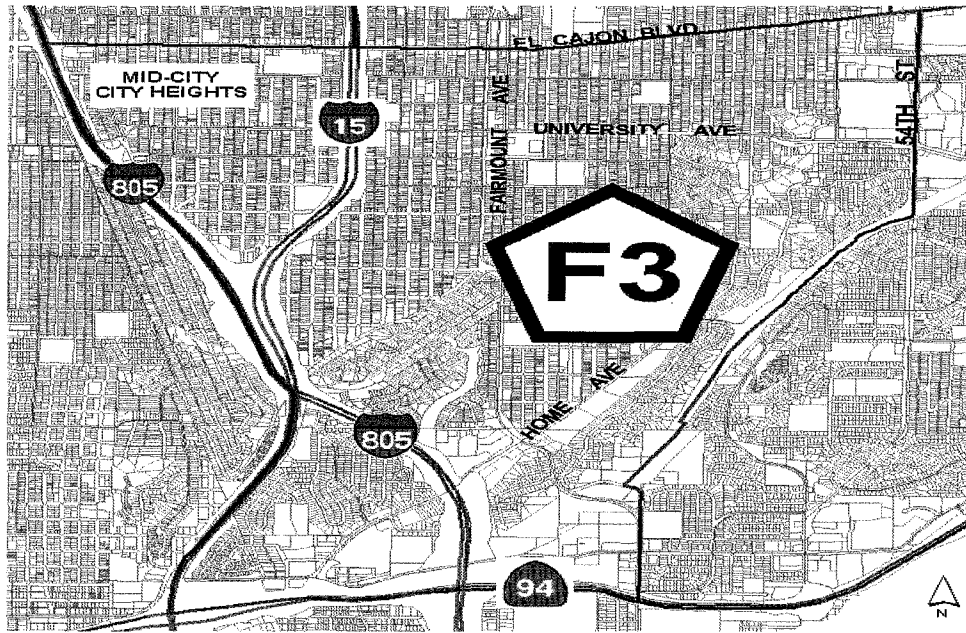 EL CAJON BLVD
MID-CITY
CITY HEIGHTS
15
FAIRMOUNT AVE
UNIVERSITY AVE
54TH ST
805
F3
HOME AVE
805
94
N